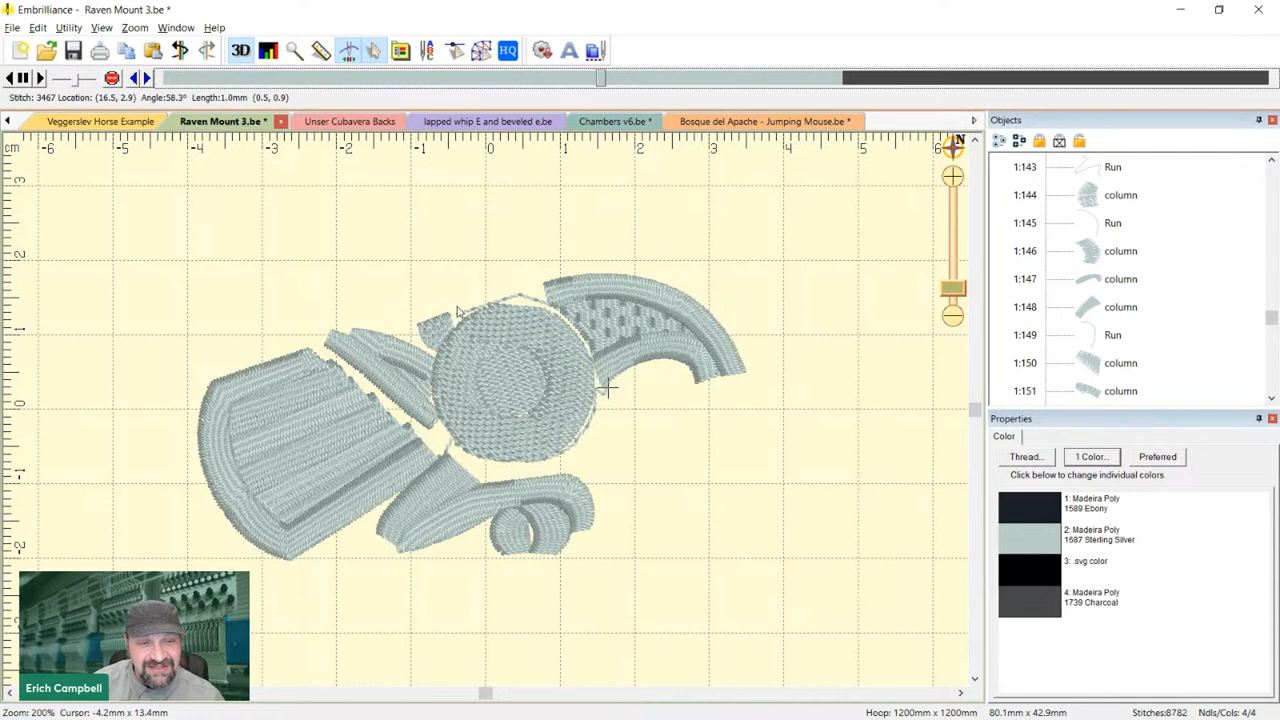 Embrilliance - Raven Mount 3.be *
File Edit Utility View Zoom Window Help
3D
HQ
Stitch: 3467 Location: (16.5, 2.9) Angle:58.3° Length:1.0mm (0.5, 0.9)
Veggerslev Horse Example
Raven Mount 3.be *
Unser Cubavera Backs
lapped whip E and beveled e.be
Chambers v6.be *
Bosque del Apache - Jumping Mouse.be *
Objects
cm -6 -5 -4 -3 -2 -1 0 1 2 3 4 5 6
N
3
2
1
0
-1
-2
1:143 Run
1:144 column
1:145 Run
1:146 column
1:147 column
1:148 column
1:149 Run
1:150 column
1:151 column
Properties
Color
Thread... 1 Color... Preferred
Click below to change individual colors.
1: Madeira Poly
1589 Ebony
2: Madeira Poly
1687 Sterling Silver
3: .svg color
4: Madeira Poly
1739 Charcoal
Erich Campbell
Zoom: 200% Cursor: -4.2mm x 13.4mm
Hoop: 1200mm x 1200mm
80.1mm x 42.9mm
Stitches:8782
Ndls/Cols: 4/4